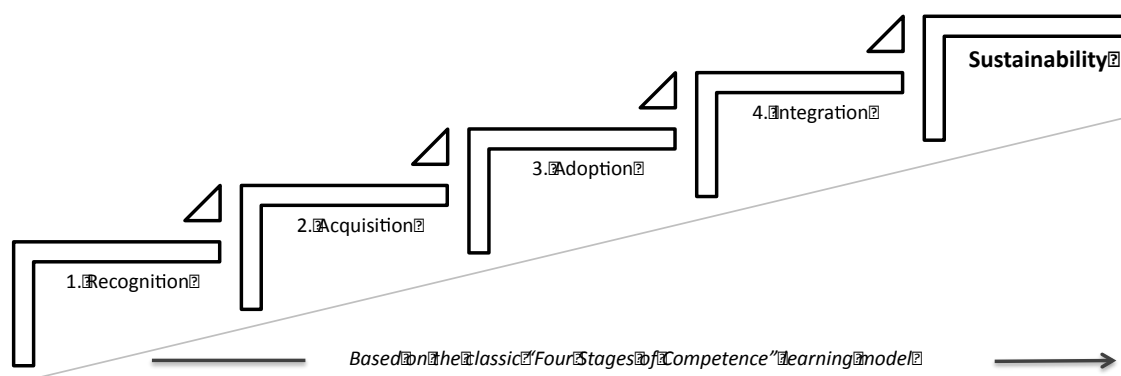 Sustainability
4. Integration
3. Adoption
2. Acquisition
1. Recognition
Based on the classic "Four Stages of Competence" learning model